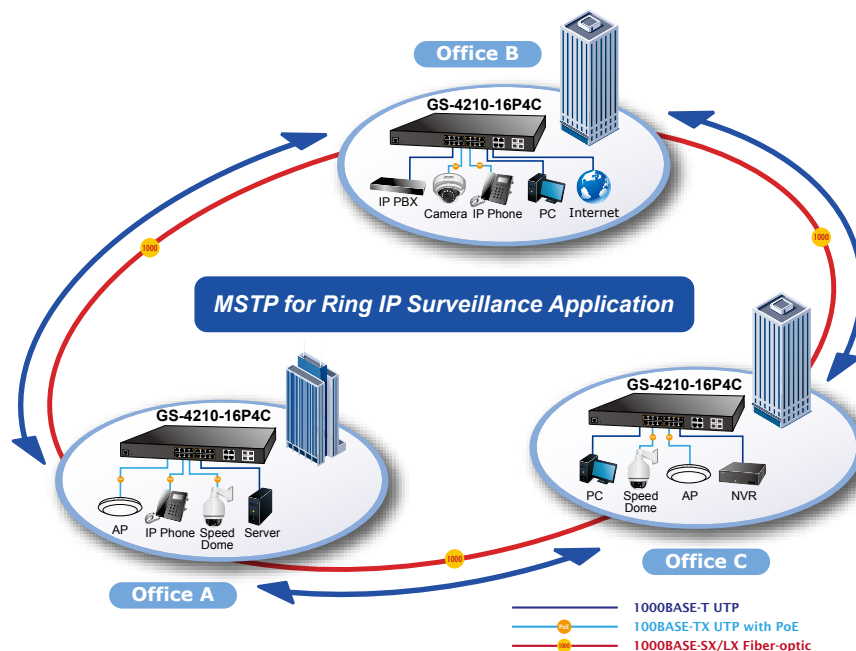 Office B
GS-4210-16P4C
IP PBX
Camera
IP Phone
PC
Internet
1000
1000
MSTP for Ring IP Surveillance Application
GS-4210-16P4C
AP
IP Phone
Speed
Dome
Server
Office A
GS-4210-16P4C
PC
Speed
Dome
AP
NVR
Office C
1000
1000BASE-T UTP
PoE
100BASE-TX UTP with PoE
1000
1000BASE-SX/LX Fiber-optic